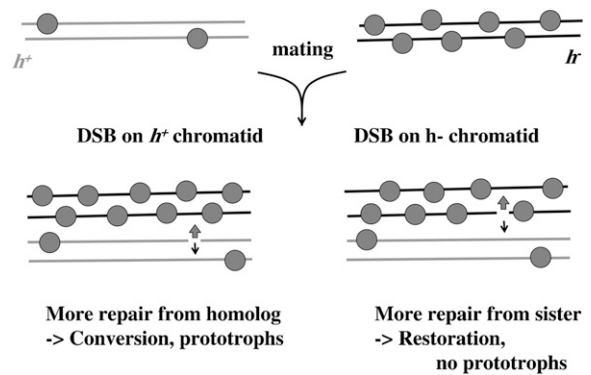 h⁺
mating
h⁻
DSB on h⁺ chromatid
DSB on h- chromatid
More repair from homolog
-> Conversion, prototrophs
More repair from sister
-> Restoration,
no prototrophs